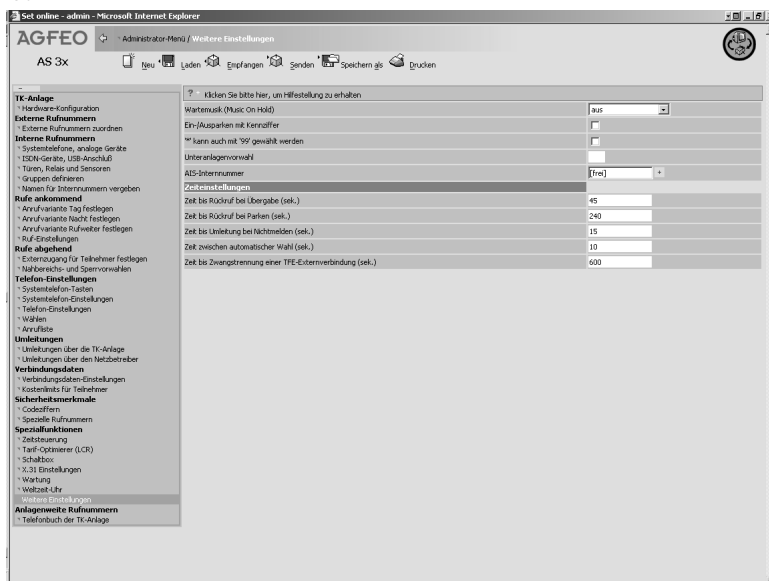 Set online - admin - Microsoft Internet Explorer
AGFEO
Administrator-Menü / Weitere Einstellungen
AS 3x
Neu Laden Empfangen Senden Speichern als Drucken
TK-Anlage
Hardware-Konfiguration
Externe Rufnummern
Externe Rufnummern zuordnen
Interne Rufnummern
Systemtelefone, analoge Geräte
ISDN-Geräte, USB-Anschluß
Türen, Relais und Sensoren
Gruppen definieren
Namen für Internnummern vergeben
Rufe ankommend
Anrufvariante Tag festlegen
Anrufvariante Nacht festlegen
Anrufvariante Rufweiter festlegen
Ruf-Einstellungen
Rufe abgehend
Externzugang für Teilnehmer festlegen
Nahbereichs- und Sperrvorwahlen
Telefon-Einstellungen
Systemtelefon-Tasten
Systemtelefon-Einstellungen
Telefon-Einstellungen
Wählen
Anrufliste
Umleitungen
Umleitungen über die TK-Anlage
Umleitungen über den Netzbetreiber
Verbindungsdaten
Verbindungsdaten-Einstellungen
Kostenlimits für Teilnehmer
Sicherheitsmerkmale
Codeziffern
Spezielle Rufnummern
Spezialfunktionen
Zeitsteuerung
Tarif-Optimierer (LCR)
Schaltbox
X.31 Einstellungen
Wartung
Weltzeit-Uhr
Weitere Einstellungen
Anlagenweite Rufnummern
Telefonbuch der TK-Anlage
? Klicken Sie bitte hier, um Hilfestellung zu erhalten
Wartemusik (Music On Hold) aus
Ein-/Ausparken mit Kennziffer
'*' kann auch mit '99' gewählt werden
Unteranlagenvorwahl
AIS-Internnummer [frei] +
Zeiteinstellungen
Zeit bis Rückruf bei Übergabe (sek.) 45
Zeit bis Rückruf bei Parken (sek.) 240
Zeit bis Umleitung bei Nichtmelden (sek.) 15
Zeit zwischen automatischer Wahl (sek.) 10
Zeit bis Zwangstrennung einer TFE-Externverbindung (sek.) 600